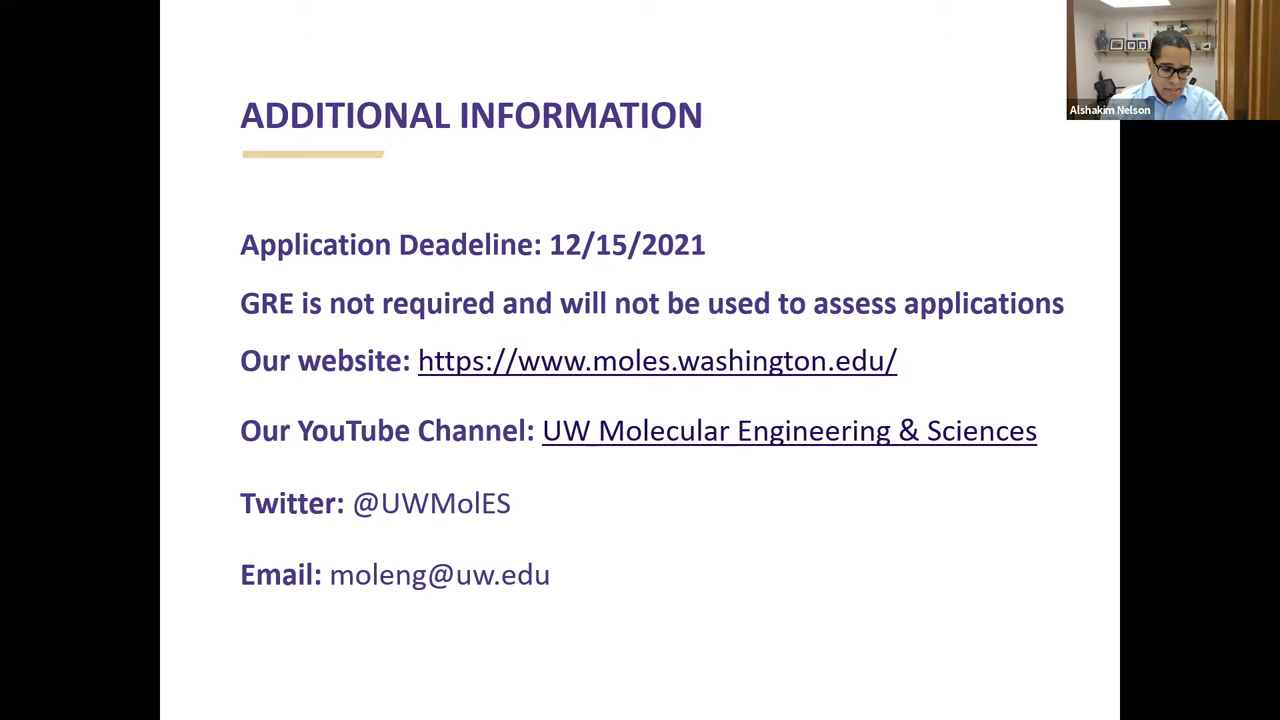 ADDITIONAL INFORMATION
Alshakim Nelson
Application Deadeline: 12/15/2021
GRE is not required and will not be used to assess applications
Our website: https://www.moles.washington.edu/
Our YouTube Channel: UW Molecular Engineering & Sciences
Twitter: @UWMolES
Email: moleng@uw.edu